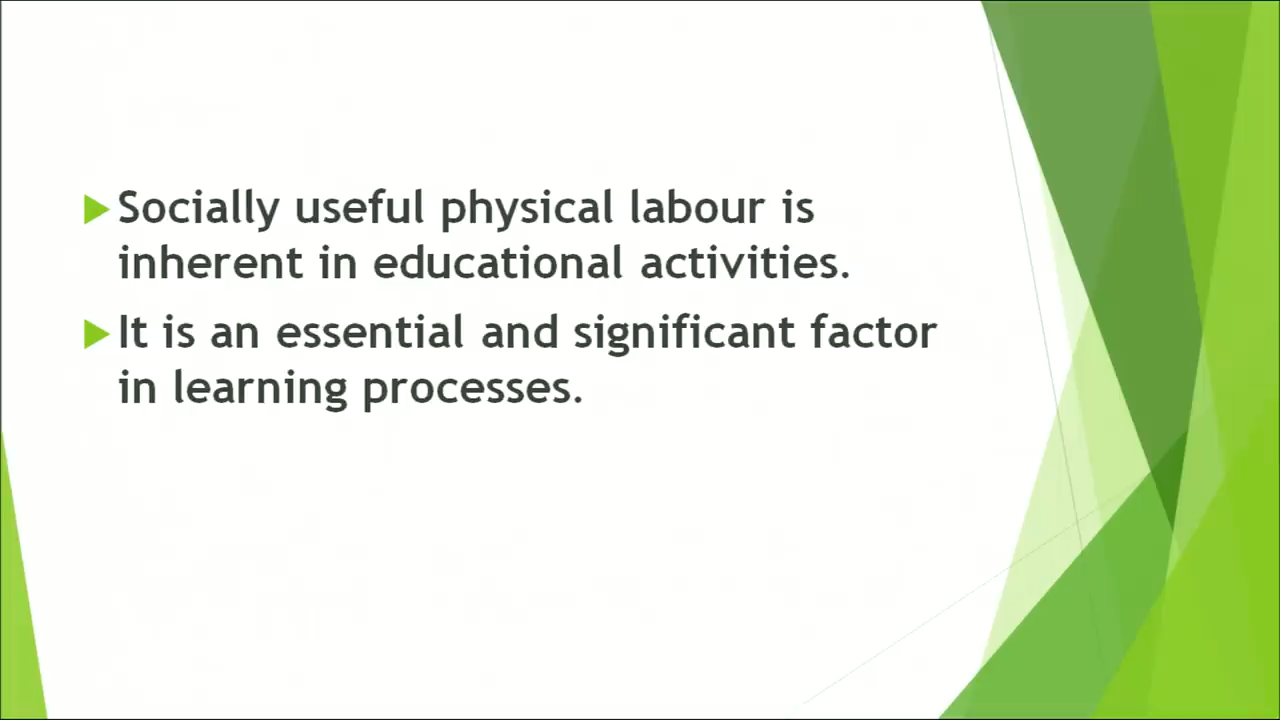 Socially useful physical labour is
inherent in educational activities.
It is an essential and significant factor
in learning processes.